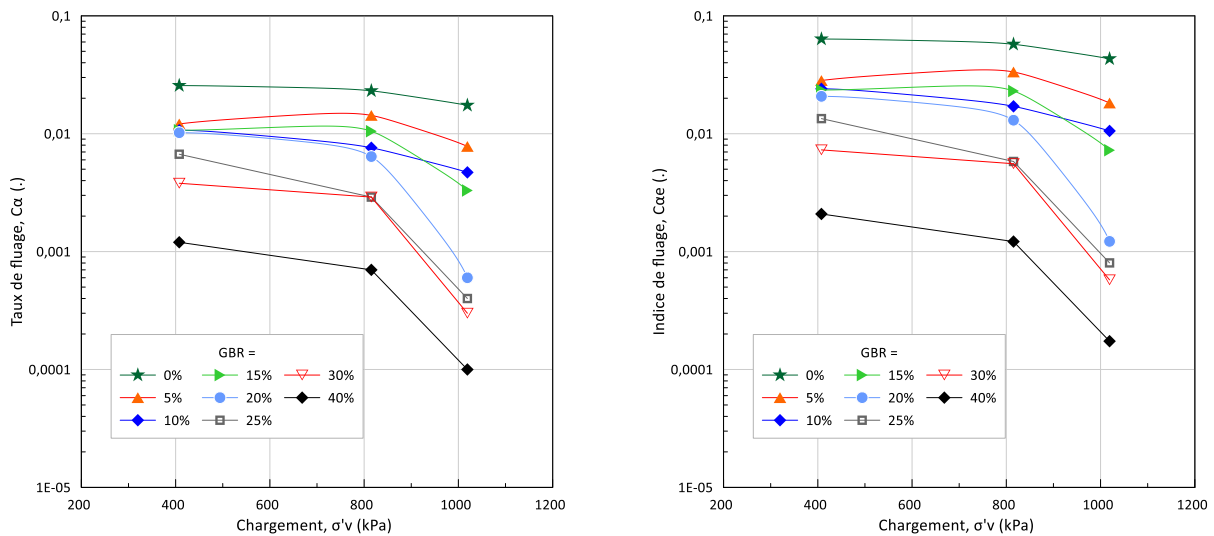 0,1
0,01
0,001
0,0001
1E-05
Taux de fluage, Cα (.)
200 400 600 800 1000 1200
Chargement, σ'v (kPa)
GBR =
0% 15% 30%
5% 20% 40%
10% 25%
0,1
0,01
0,001
0,0001
1E-05
Indice de fluage, Cαe (.)
200 400 600 800 1000 1200
Chargement, σ'v (kPa)
GBR =
0% 15% 30%
5% 20% 40%
10% 25%